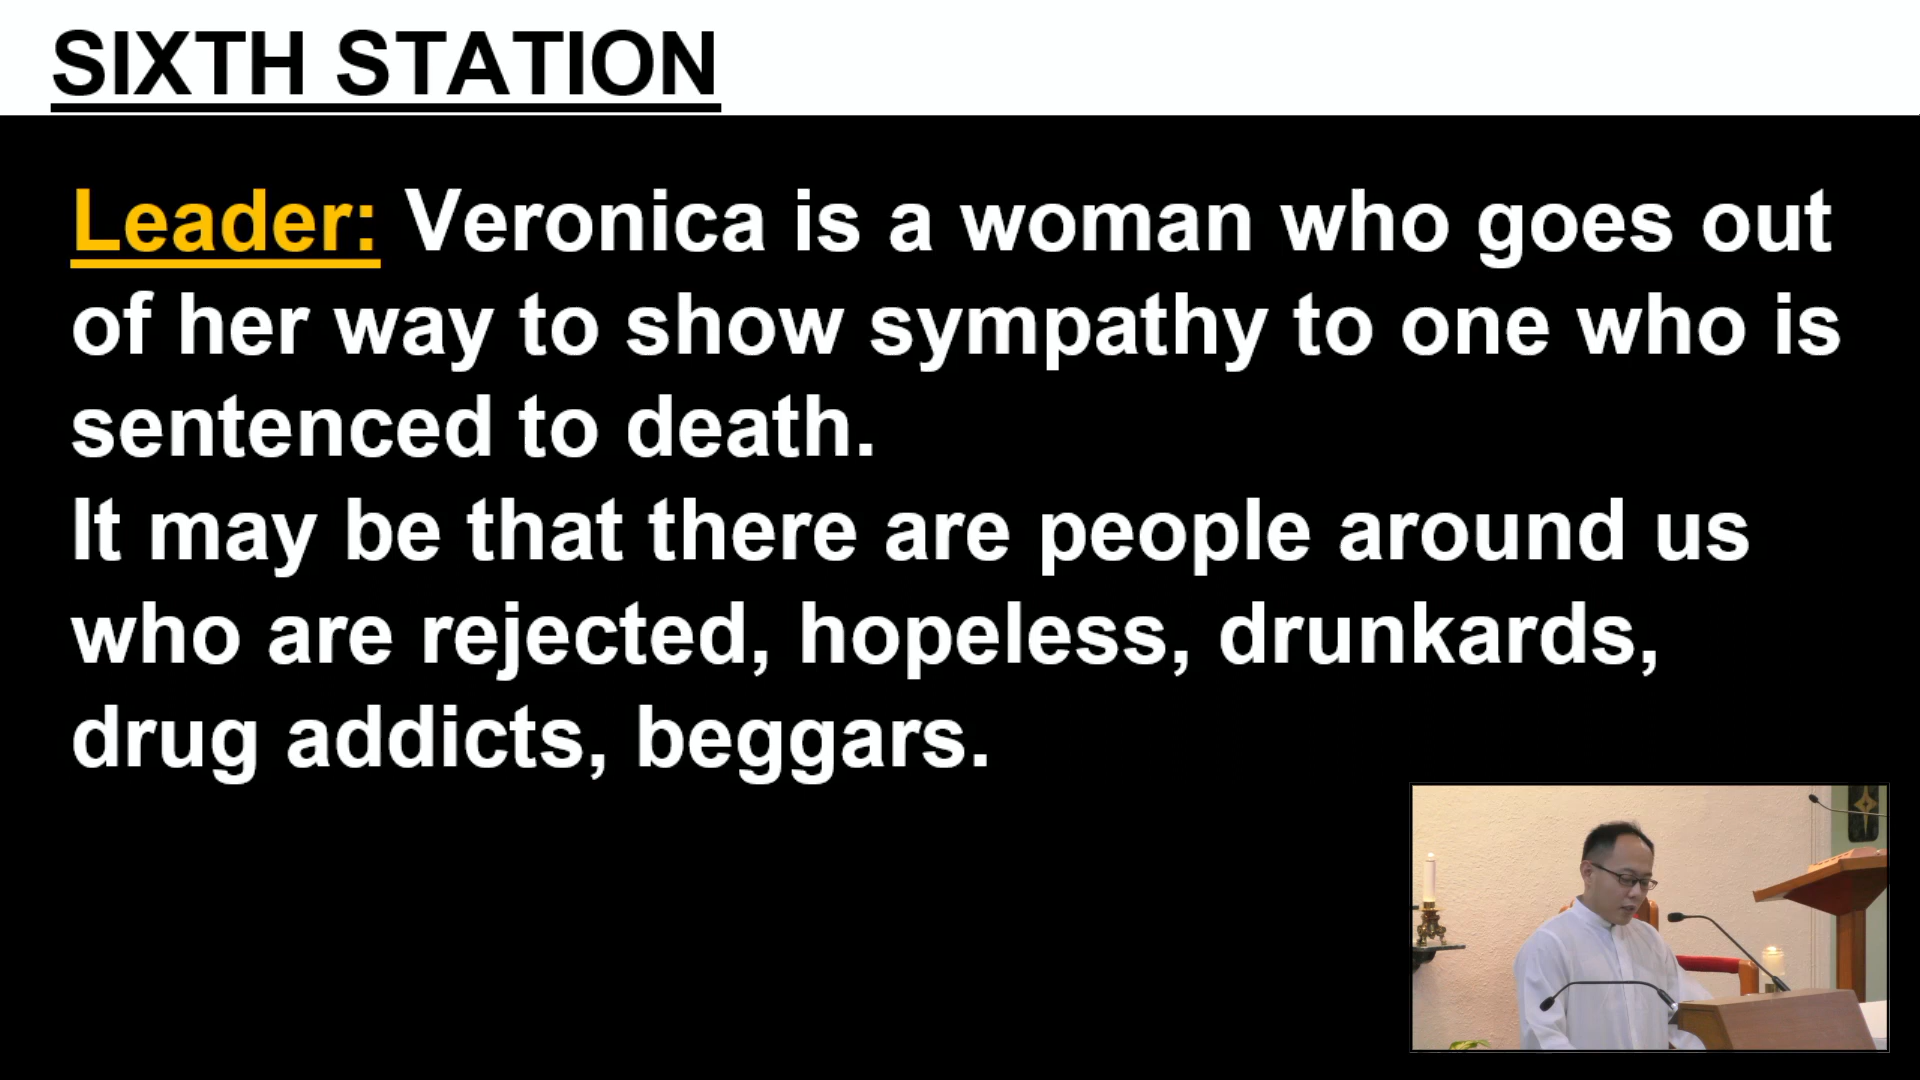 SIXTH STATION
Leader: Veronica is a woman who goes out
of her way to show sympathy to one who is
sentenced to death.
It may be that there are people around us
who are rejected, hopeless, drunkards,
drug addicts, beggars.